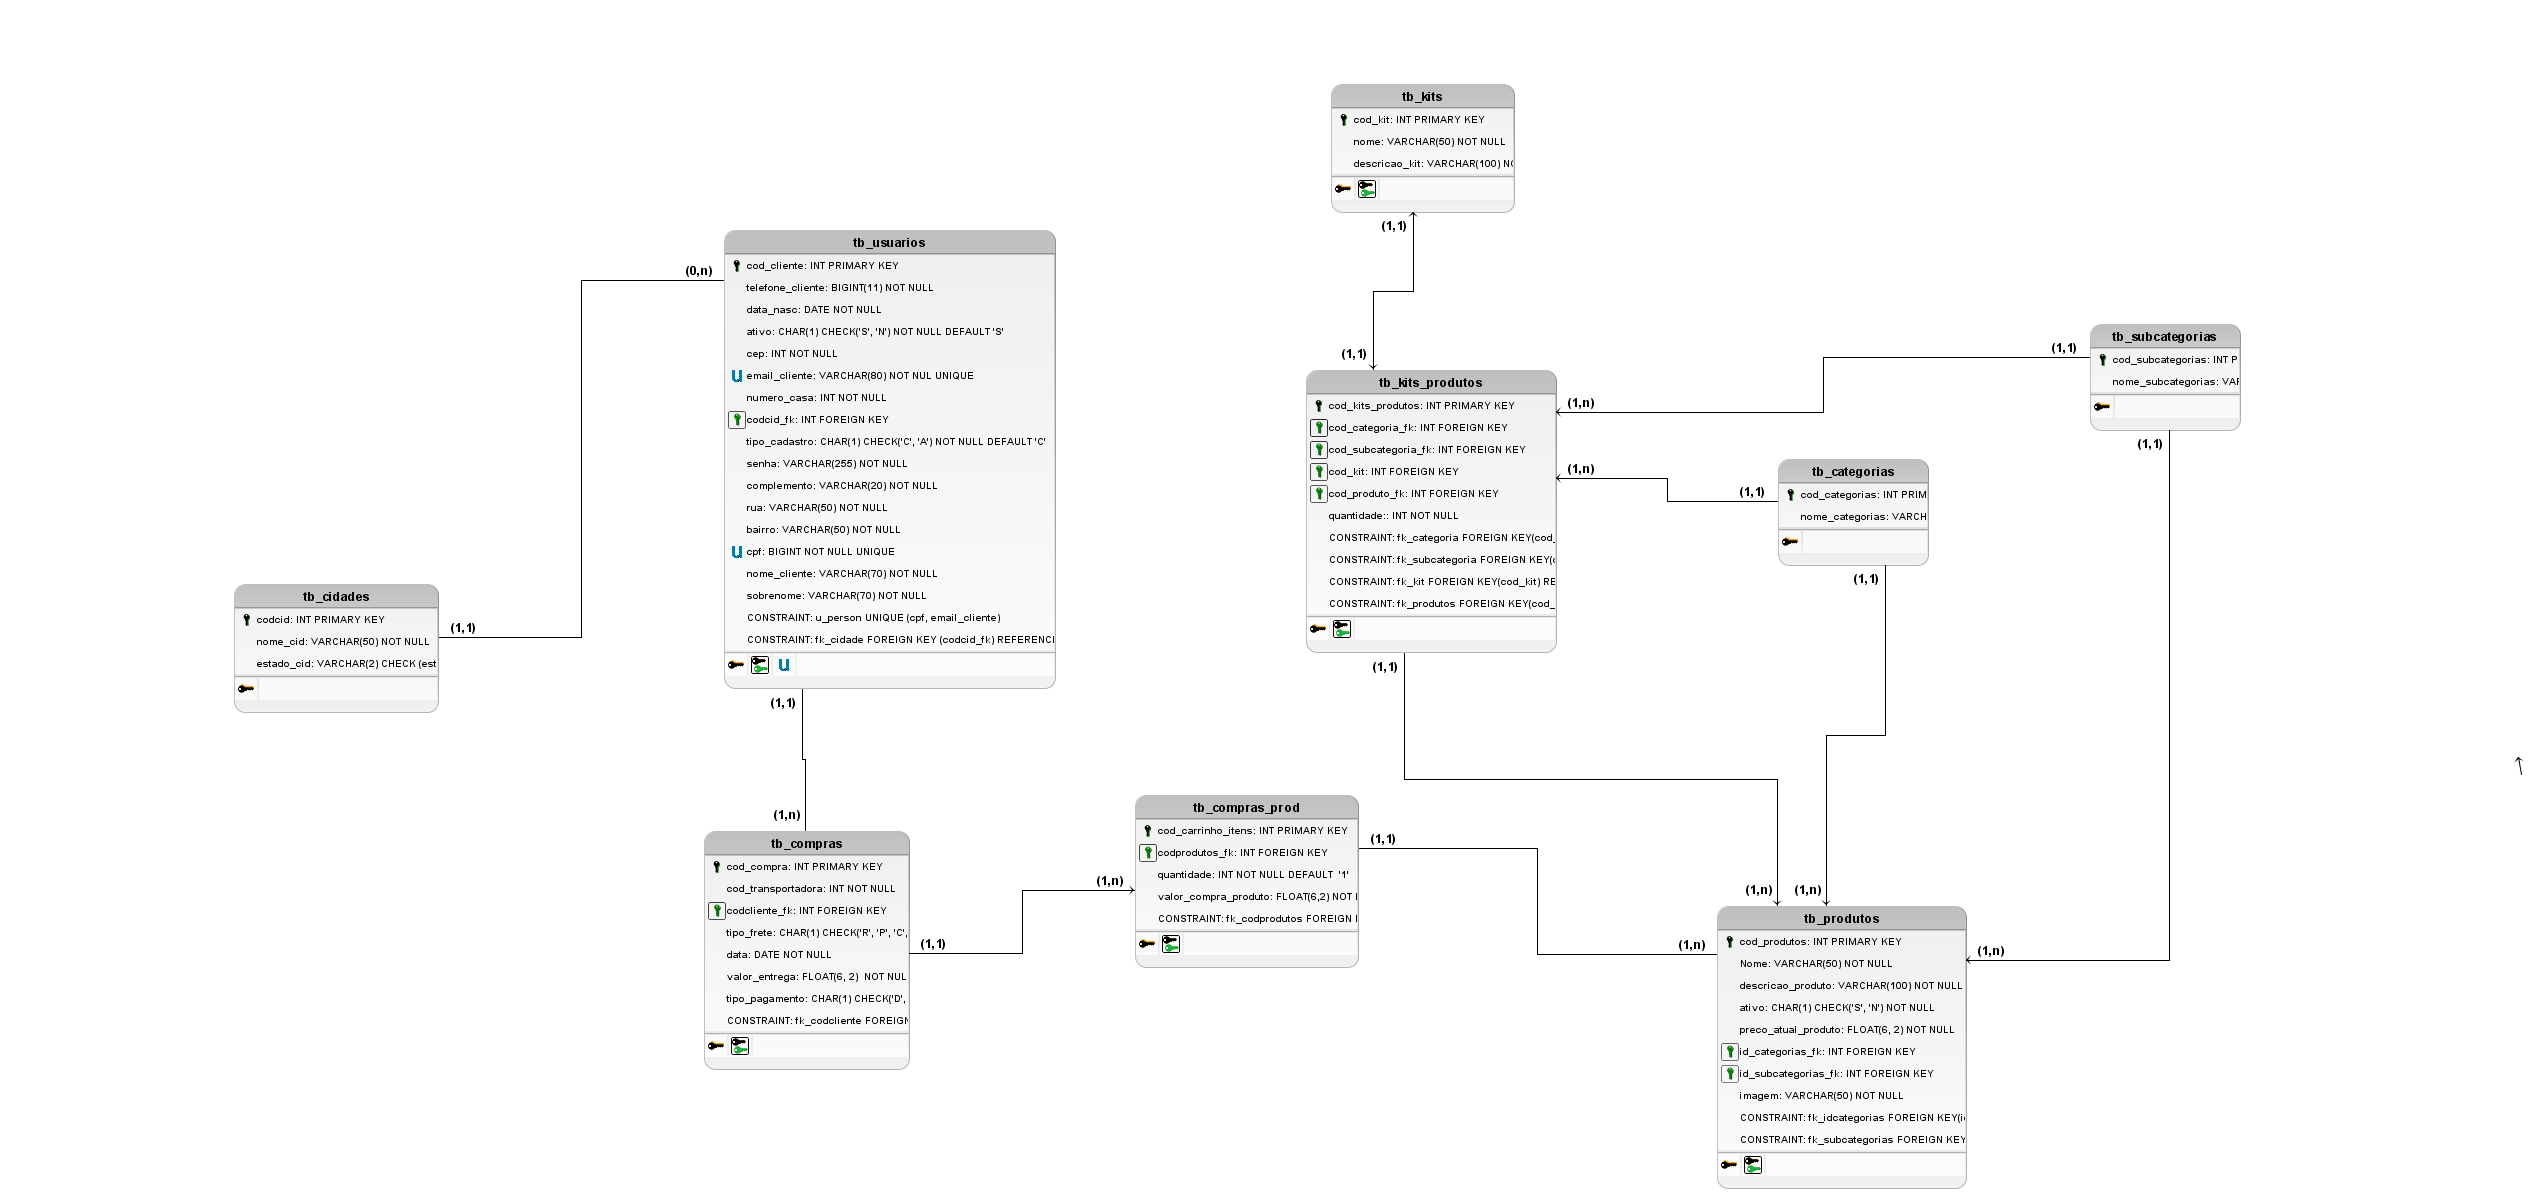 tb_kits
cod_kit: INT PRIMARY KEY
nome: VARCHAR(50) NOT NULL
descricao_kit: VARCHAR(100) NO
(1,1)
tb_usuarios
cod_cliente: INT PRIMARY KEY
telefone_cliente: BIGINT(11) NOT NULL
data_nasc: DATE NOT NULL
ativo: CHAR(1) CHECK('S', 'N') NOT NULL DEFAULT 'S'
cep: INT NOT NULL
U email_cliente: VARCHAR(80) NOT NUL UNIQUE
numero_casa: INT NOT NULL
codcid_fk: INT FOREIGN KEY
tipo_cadastro: CHAR(1) CHECK('C', 'A') NOT NULL DEFAULT 'C'
senha: VARCHAR(255) NOT NULL
complemento: VARCHAR(20) NOT NULL
rua: VARCHAR(50) NOT NULL
bairro: VARCHAR(50) NOT NULL
U cpf: BIGINT NOT NULL UNIQUE
nome_cliente: VARCHAR(70) NOT NULL
sobrenome: VARCHAR(70) NOT NULL
CONSTRAINT: u_person UNIQUE (cpf, email_cliente)
CONSTRAINT: fk_cidade FOREIGN KEY (codcid_fk) REFERENCI
U
(0,n)
(1,1)
tb_cidades
codcid: INT PRIMARY KEY
nome_cid: VARCHAR(50) NOT NULL
estado_cid: VARCHAR(2) CHECK (est
(1,1)
(1,1)
tb_kits_produtos
cod_kits_produtos: INT PRIMARY KEY
cod_categoria_fk: INT FOREIGN KEY
cod_subcategoria_fk: INT FOREIGN KEY
cod_kit: INT FOREIGN KEY
cod_produto_fk: INT FOREIGN KEY
quantidade:: INT NOT NULL
CONSTRAINT: fk_categoria FOREIGN KEY(cod_
CONSTRAINT: fk_subcategoria FOREIGN KEY(c
CONSTRAINT: fk_kit FOREIGN KEY(cod_kit) RE
CONSTRAINT: fk_produtos FOREIGN KEY(cod_
(1,n)
(1,n)
(1,1)
(1,1)
tb_subcategorias
cod_subcategorias: INT P
nome_subcategorias: VAR
(1,1)
(1,1)
tb_categorias
cod_categorias: INT PRIM
nome_categorias: VARCH
(1,1)
(1,n)
tb_compras
cod_compra: INT PRIMARY KEY
cod_transportadora: INT NOT NULL
codcliente_fk: INT FOREIGN KEY
tipo_frete: CHAR(1) CHECK('R', 'P', 'C',
data: DATE NOT NULL
valor_entrega: FLOAT(6, 2) NOT NUL
tipo_pagamento: CHAR(1) CHECK('D',
CONSTRAINT: fk_codcliente FOREIGN
(1,1)
(1,n)
tb_compras_prod
cod_carrinho_itens: INT PRIMARY KEY
codprodutos_fk: INT FOREIGN KEY
quantidade: INT NOT NULL DEFAULT '1'
valor_compra_produto: FLOAT(6,2) NOT
CONSTRAINT: fk_codprodutos FOREIGN
(1,1)
(1,n)
(1,n)
(1,n)
tb_produtos
cod_produtos: INT PRIMARY KEY
Nome: VARCHAR(50) NOT NULL
descricao_produto: VARCHAR(100) NOT NULL
ativo: CHAR(1) CHECK('S', 'N') NOT NULL
preco_atual_produto: FLOAT(6, 2) NOT NULL
id_categorias_fk: INT FOREIGN KEY
id_subcategorias_fk: INT FOREIGN KEY
imagem: VARCHAR(50) NOT NULL
CONSTRAINT: fk_idcategorias FOREIGN KEY(i
CONSTRAINT: fk_subcategorias FOREIGN KEY
(1,n)